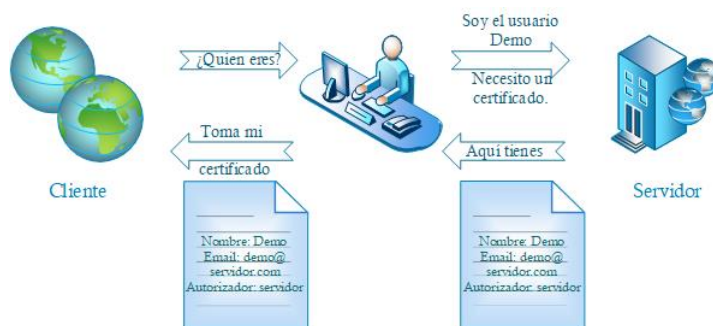 ¿Quien eres?
Soy el usuario
Demo
Necesito un
certificado.
Toma mi
certificado
Aquí tienes
Cliente
Servidor
Nombre: Demo
Email: demo@
servidor.com
Autorizador: servidor
Nombre: Demo
Email: demo@
servidor.com
Autorizador: servidor